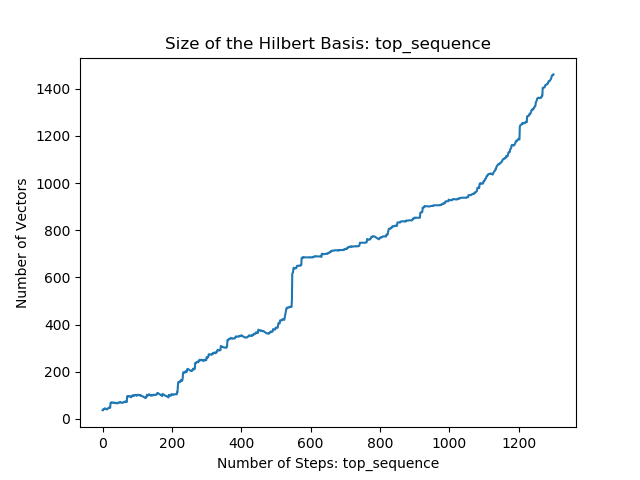 Size of the Hilbert Basis: top_sequence
Number of Vectors
1400
1200
1000
800
600
400
200
0
0 200 400 600 800 1000 1200
Number of Steps: top_sequence